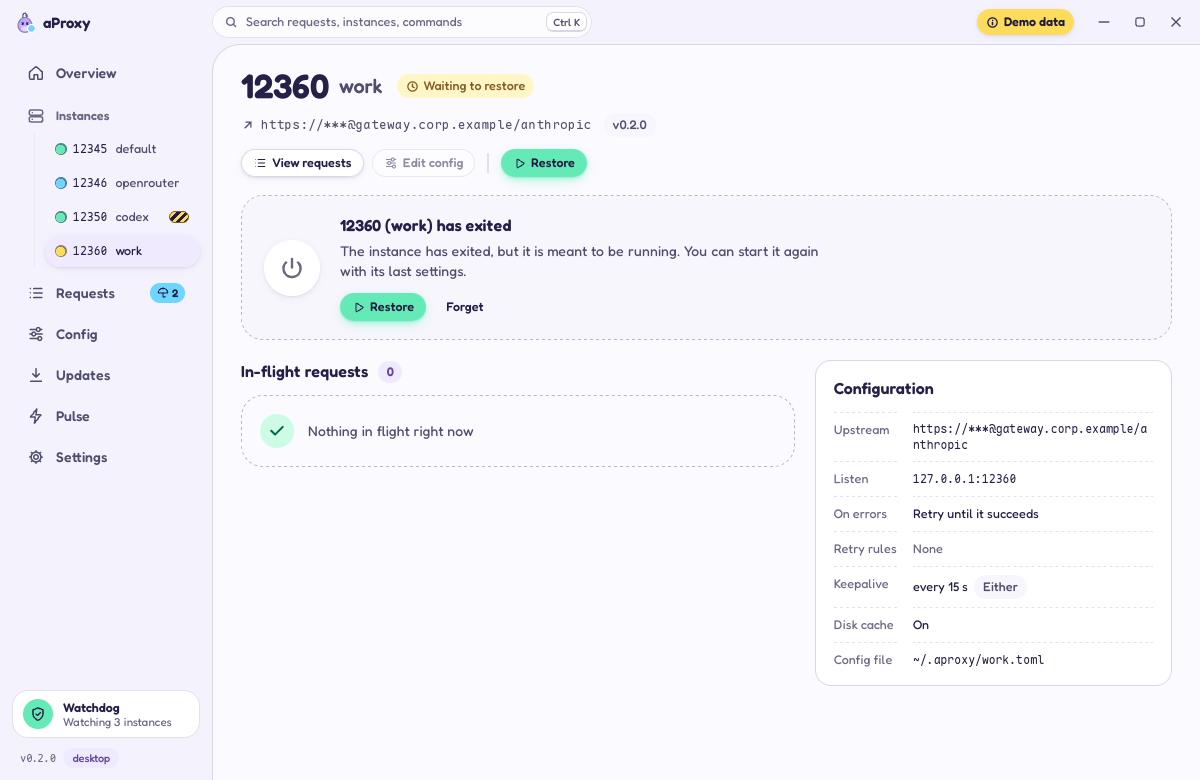 aProxy
Search requests, instances, commands
Ctrl K
Demo data
Overview
Instances
12345 default
12346 openrouter
12350 codex
12360 work
Requests 2
Config
Updates
Pulse
Settings
Watchdog
Watching 3 instances
v0.2.0 desktop
12360 work Waiting to restore
https://***@gateway.corp.example/anthropic v0.2.0
View requests Edit config Restore
12360 (work) has exited
The instance has exited, but it is meant to be running. You can start it again
with its last settings.
Restore Forget
In-flight requests 0
Nothing in flight right now
Configuration
Upstream https://***@gateway.corp.example/a
nthropic
Listen 127.0.0.1:12360
On errors Retry until it succeeds
Retry rules None
Keepalive every 15 s Either
Disk cache On
Config file ~/.aproxy/work.toml